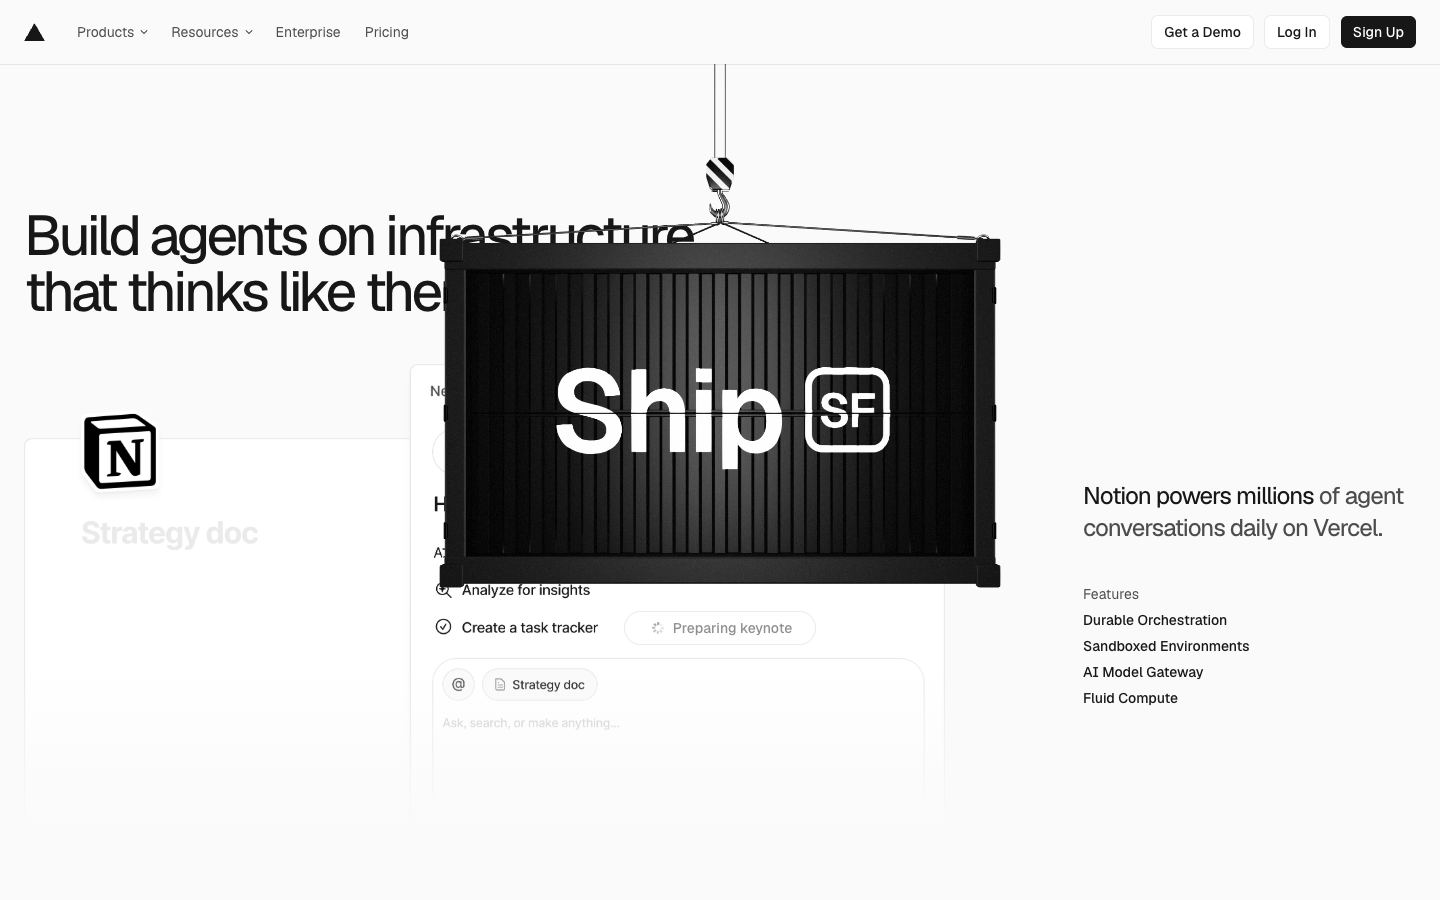 Products
Resources
Enterprise
Pricing
Get a Demo
Log In
Sign Up
Build agents on infrastructure
that thinks like
Ship SF
N
Strategy doc
Analyze for insights
Create a task tracker
Preparing keynote
@
Strategy doc
Ask, search, or make anything...
Notion powers millions of agent
conversations daily on Vercel.
Features
Durable Orchestration
Sandboxed Environments
AI Model Gateway
Fluid Compute